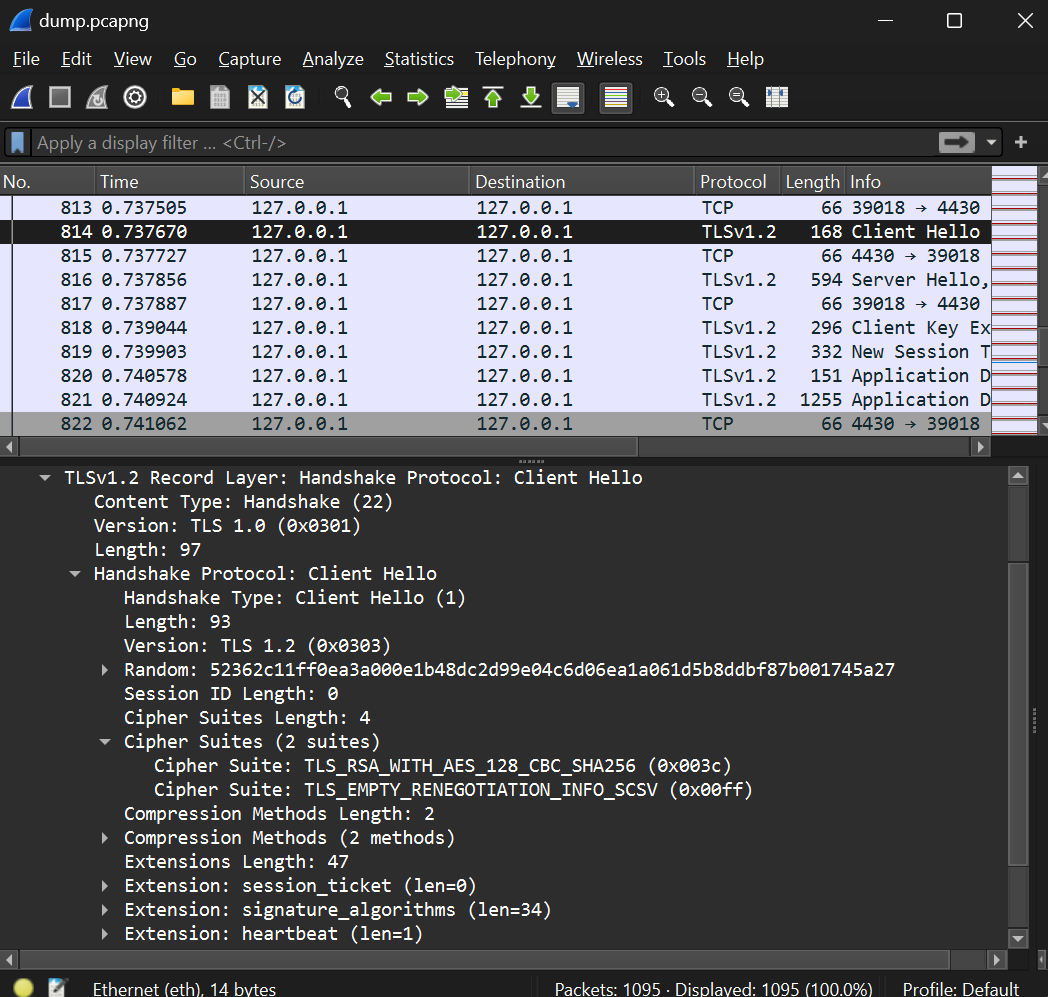 dump.pcapng
File Edit View Go Capture Analyze Statistics Telephony Wireless Tools Help
Apply a display filter ... <Ctrl-/>
No. Time Source Destination Protocol Length Info
813 0.737505 127.0.0.1 127.0.0.1 TCP 66 39018 → 4430
814 0.737670 127.0.0.1 127.0.0.1 TLSv1.2 168 Client Hello
815 0.737727 127.0.0.1 127.0.0.1 TCP 66 4430 → 39018
816 0.737856 127.0.0.1 127.0.0.1 TLSv1.2 594 Server Hello,
817 0.737887 127.0.0.1 127.0.0.1 TCP 66 39018 → 4430
818 0.739044 127.0.0.1 127.0.0.1 TLSv1.2 296 Client Key Ex
819 0.739903 127.0.0.1 127.0.0.1 TLSv1.2 332 New Session T
820 0.740578 127.0.0.1 127.0.0.1 TLSv1.2 151 Application D
821 0.740924 127.0.0.1 127.0.0.1 TLSv1.2 1255 Application D
822 0.741062 127.0.0.1 127.0.0.1 TCP 66 4430 → 39018
TLSv1.2 Record Layer: Handshake Protocol: Client Hello
Content Type: Handshake (22)
Version: TLS 1.0 (0x0301)
Length: 97
Handshake Protocol: Client Hello
Handshake Type: Client Hello (1)
Length: 93
Version: TLS 1.2 (0x0303)
Random: 52362c11ff0ea3a000e1b48dc2d99e04c6d06ea1a061d5b8ddbf87b001745a27
Session ID Length: 0
Cipher Suites Length: 4
Cipher Suites (2 suites)
Cipher Suite: TLS_RSA_WITH_AES_128_CBC_SHA256 (0x003c)
Cipher Suite: TLS_EMPTY_RENEGOTIATION_INFO_SCSV (0x00ff)
Compression Methods Length: 2
Compression Methods (2 methods)
Extensions Length: 47
Extension: session_ticket (len=0)
Extension: signature_algorithms (len=34)
Extension: heartbeat (len=1)
Ethernet (eth), 14 bytes Packets: 1095 · Displayed: 1095 (100.0%) Profile: Default